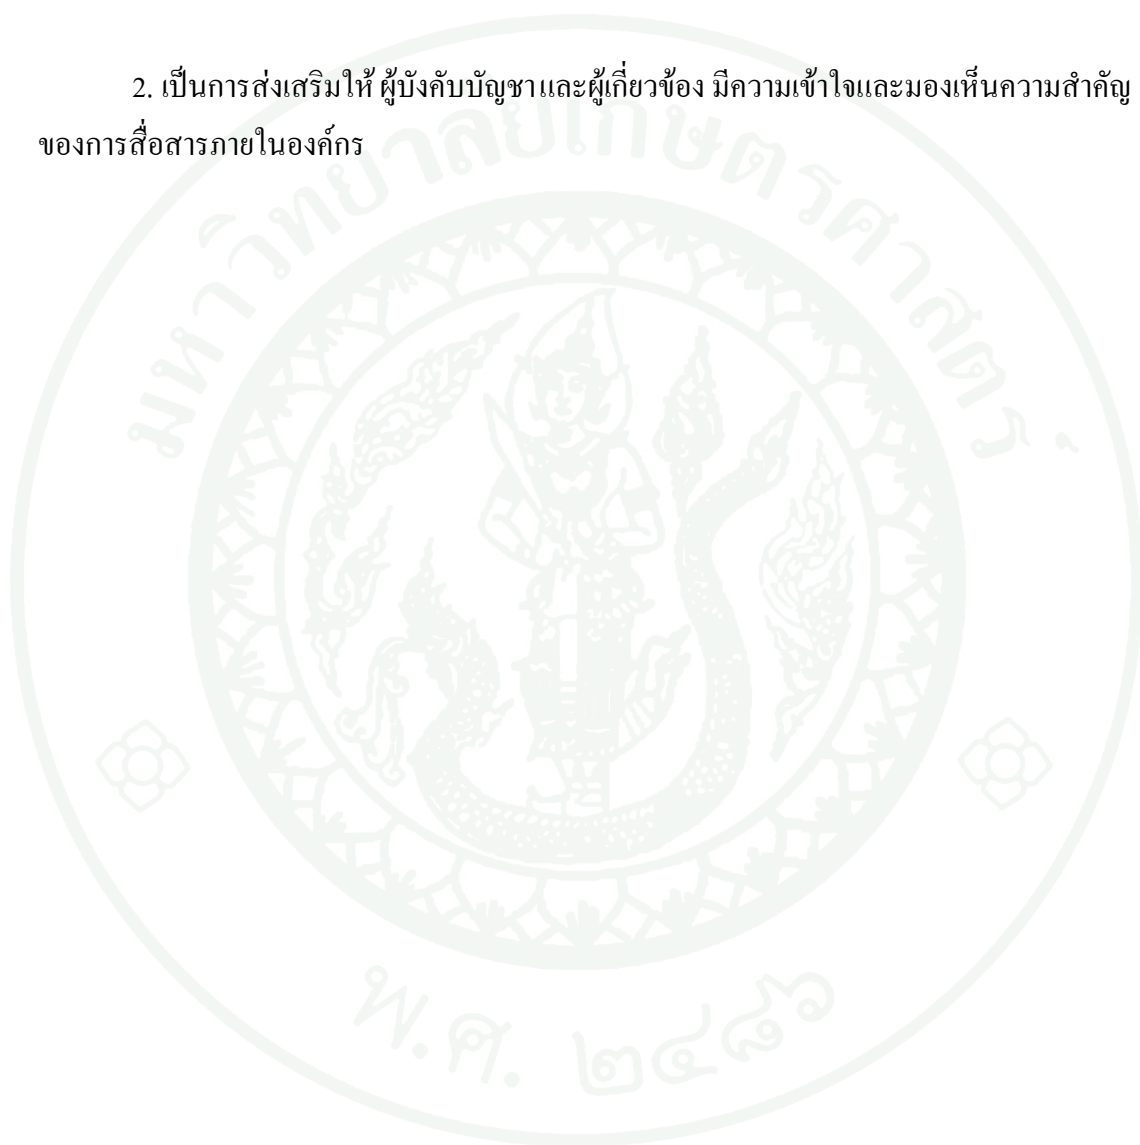 2. เป็นการส่งเสริมให้ ผู้บังคับบัญชาและผู้เกี่ยวข้อง มีความเข้าใจและมองเห็นความสำคัญ
ของการสื่อสารภายในองค์กร
มหาวิทยาลัยเกษตรศาสตร์
พ.ศ. ๒๔๘๖